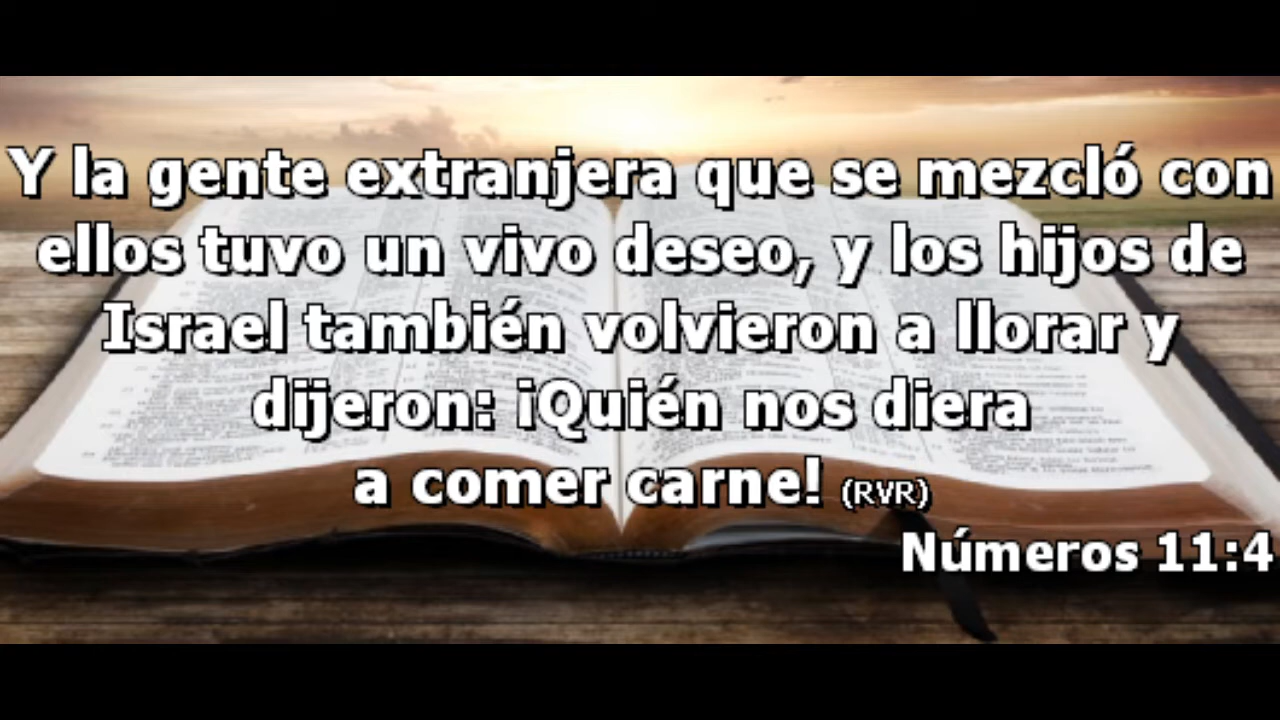 Y la gente extranjera que se mezcló con
ellos tuvo un vivo deseo, y los hijos de
Israel también volvieron a llorar y
dijeron: ¡Quién nos diera
a comer carne! (RVR)
Números 11:4